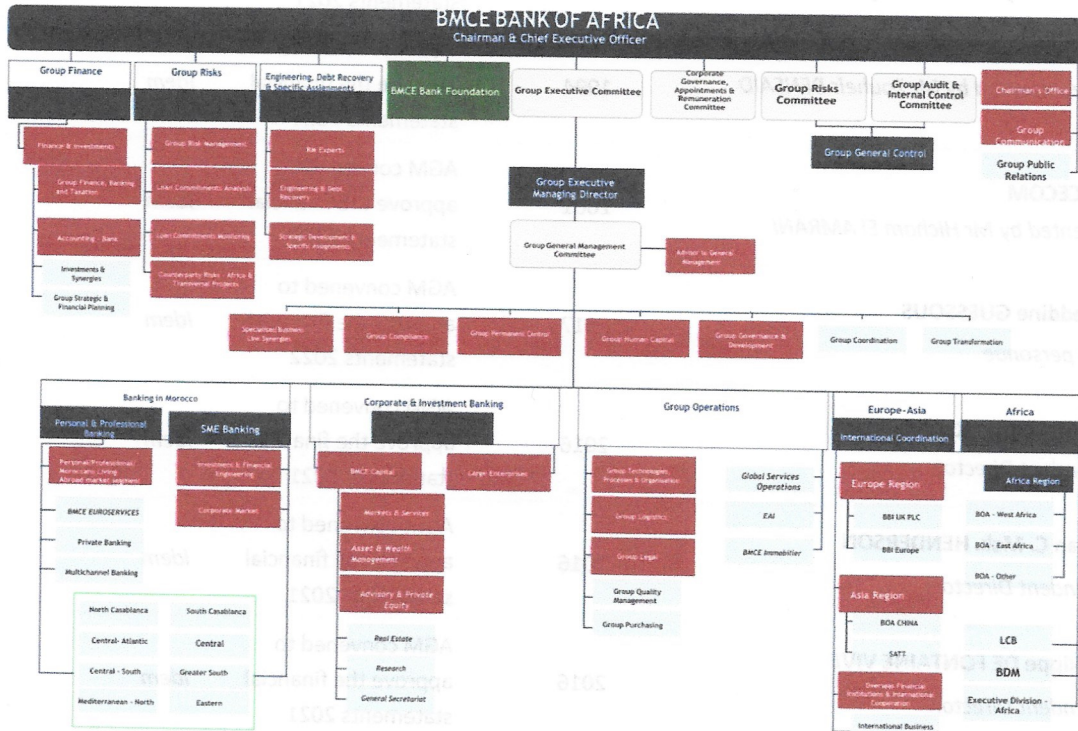 BMCE BANK OF AFRICA
Chairman & Chief Executive Officer
Group Finance
Group Risks
Engineering, Debt Recovery
& Specific Assignments
BMCE Bank Foundation
Group Executive Committee
Corporate
Governance,
Appointments &
Remuneration
Committee
Group Risks
Committee
Group Audit &
Internal Control
Committee
Chairman's Office
Group
Communication
Group Public
Relations
Group General Control
Finance & Investments
Group Finance, Banking
and Taxation
Accounting - Bank
Investments &
Synergies
Group Strategic &
Financial Planning
Group Risk Management
Loan Commitments Analysis
Loan Commitments Monitoring
Counterparty Risks - Africa &
Transversal Projects
RM Experts
Engineering & Debt
Recovery
Strategic Development &
Specific Assignments
Group Executive
Managing Director
Group General Management
Committee
Advisor to General
Management
Specialised Business
Line Synergies
Group Compliance
Group Permanent Control
Group Human Capital
Group Governance &
Development
Group Coordination
Group Transformation
Banking in Morocco
Personal & Professional
Banking
SME Banking
Personal/Professional/
Moroccans Living
Abroad market segment
BMCE EUROSERVICES
Private Banking
Multichannel Banking
Investment & Financial
Engineering
Corporate Market
North Casablanca
South Casablanca
Central- Atlantic
Central
Central - South
Greater South
Mediterranean - North
Eastern
Corporate & Investment Banking
BMCE Capital
Large Enterprises
Markets & Services
Asset & Wealth
Management
Advisory & Private
Equity
Real Estate
Research
General Secretariat
Group Operations
Group Technologies,
Processes & Organisation
Group Logistics
Group Legal
Group Quality
Management
Group Purchasing
Global Services
Operations
EAI
BMCE Immobilier
Europe-Asia
International Coordination
Europe Region
BBI UK PLC
BBI Europe
Asia Region
BOA CHINA
SATT
Overseas Financial
Institutions & International
Cooperation
International Business
Africa
Africa Region
BOA - West Africa
BOA - East Africa
BOA - Other
LCB
BDM
Executive Division -
Africa